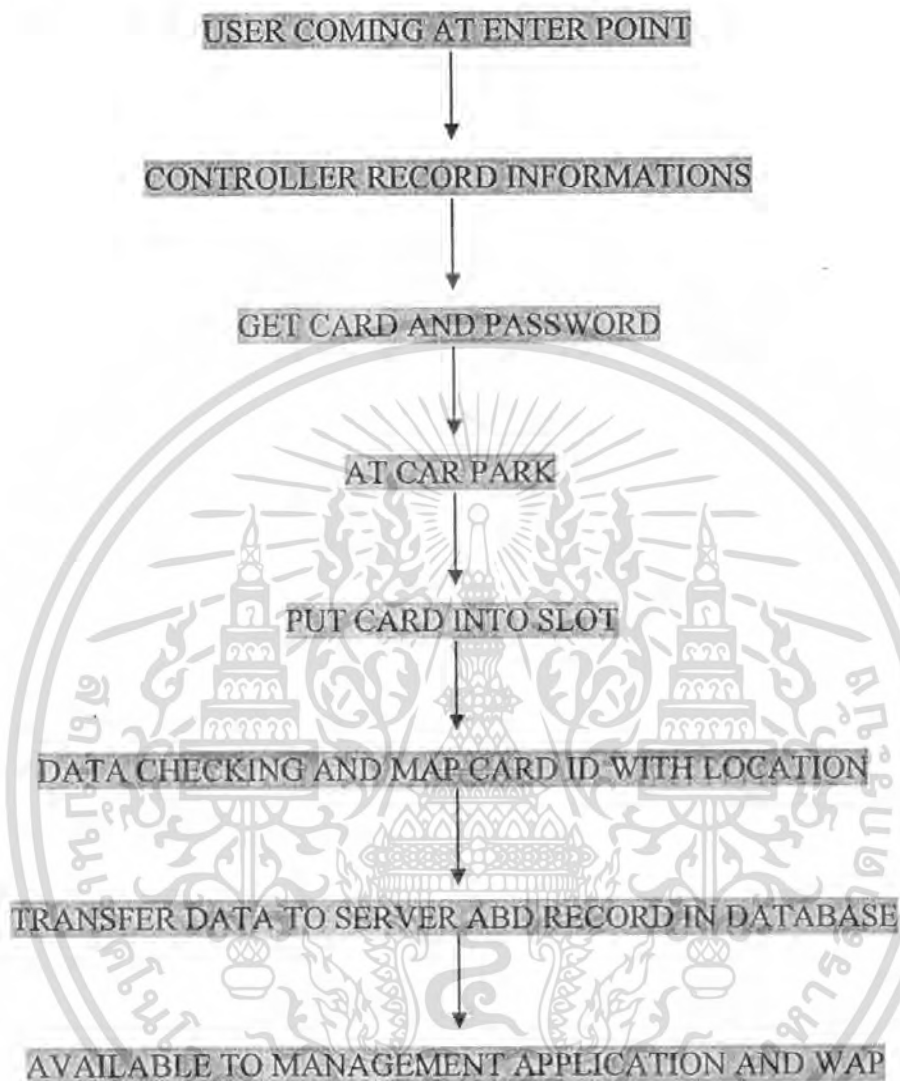 USER COMING AT ENTER POINT
CONTROLLER RECORD INFORMATIONS
GET CARD AND PASSWORD
AT CAR PARK
PUT CARD INTO SLOT
DATA CHECKING AND MAP CARD ID WITH LOCATION
TRANSFER DATA TO SERVER ABD RECORD IN DATABASE
AVAILABLE TO MANAGEMENT APPLICATION AND WAP